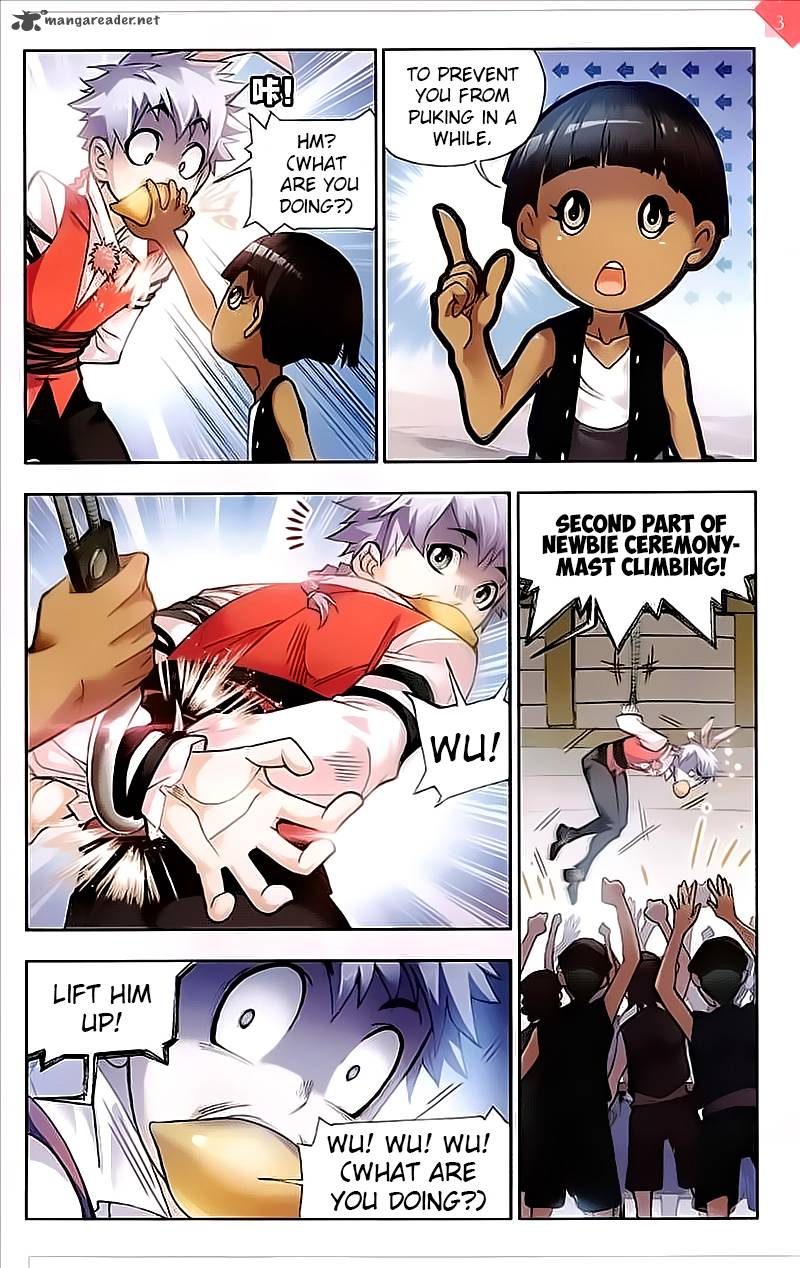 mangareader.net
3
咔!
HM?
(WHAT
ARE YOU
DOING?)
TO PREVENT
YOU FROM
PUKING IN A
WHILE.
WU!
SECOND PART OF
NEWBIE CEREMONY-
MAST CLIMBING!
LIFT HIM
UP!
WU! WU! WU!
(WHAT ARE
YOU DOING?)